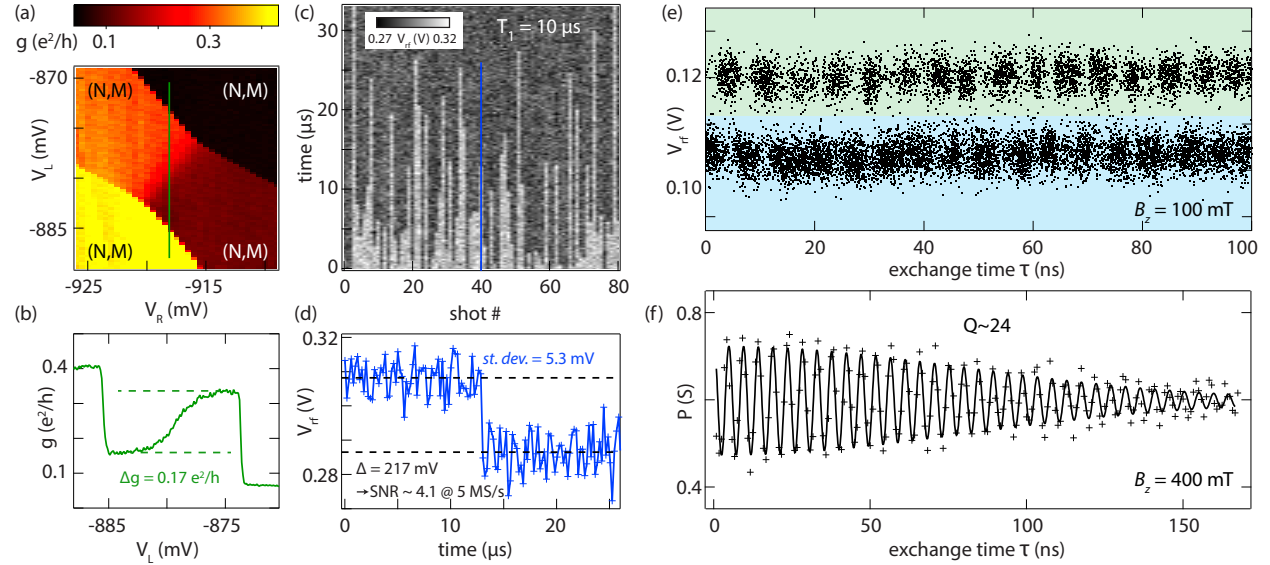 (a)
g (e²/h)
0.1
0.3
-870
(N,M)
(N,M)
V_L (mV)
-885
(N,M)
(N,M)
-925
-915
V_R (mV)
(b)
0.4
g (e²/h)
0.1
Δg = 0.17 e²/h
-885
-875
V_L (mV)
(c)
0.27 V_rf (V) 0.32
T₁ = 10 µs
30
20
10
0
time (µs)
0
20
40
60
80
shot #
(d)
0.32
V_rf (V)
0.28
st. dev. = 5.3 mV
Δ = 217 mV
→SNR ~ 4.1 @ 5 MS/s
0
10
20
time (µs)
(e)
0.12
V_rf (V)
0.10
B_z = 100 mT
0
20
40
60
80
100
exchange time τ (ns)
(f)
0.8
Q~24
P (S)
0.4
B_z = 400 mT
0
50
100
150
exchange time τ (ns)